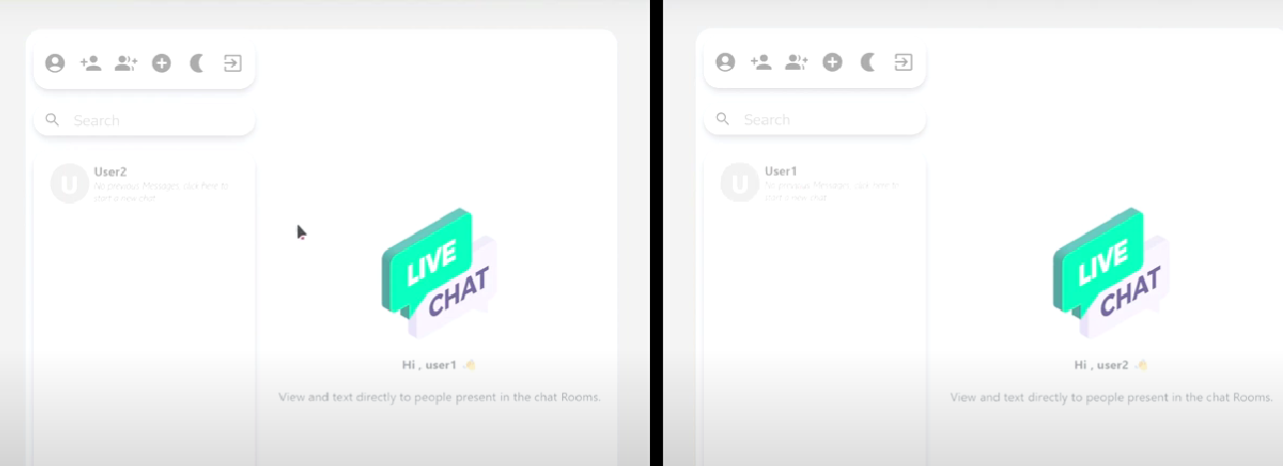 Search
U
User2
No previous Messages, click here to
start a new chat
LIVE
CHAT
Hi , user1 👋
View and text directly to people present in the chat Rooms.
Search
U
User1
No previous Messages, click here to
start a new chat
LIVE
CHAT
Hi , user2 👋
View and text directly to people present in the chat Rooms.